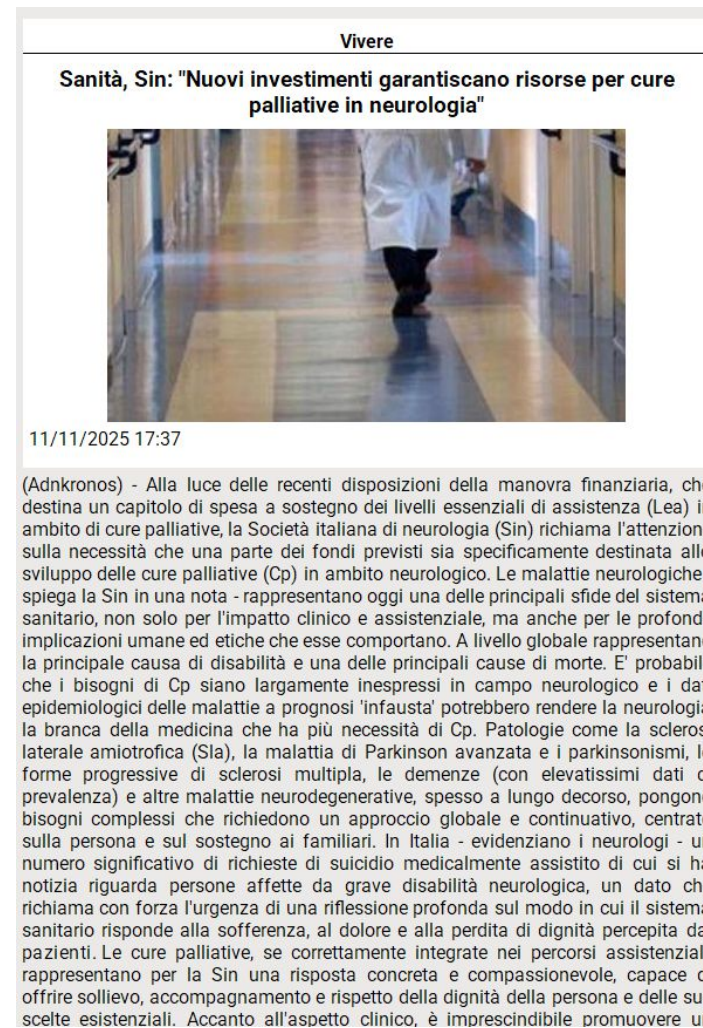 Vivere
Sanità, Sin: "Nuovi investimenti garantiscano risorse per cure
palliative in neurologia"
11/11/2025 17:37
(Adnkronos) - Alla luce delle recenti disposizioni della manovra finanziaria, che
destina un capitolo di spesa a sostegno dei livelli essenziali di assistenza (Lea) i
ambito di cure palliative, la Società italiana di neurologia (Sin) richiama l'attenzion
sulla necessità che una parte dei fondi previsti sia specificamente destinata allo
sviluppo delle cure palliative (Cp) in ambito neurologico. Le malattie neurologiche
spiega la Sin in una nota - rappresentano oggi una delle principali sfide del sistema
sanitario, non solo per l'impatto clinico e assistenziale, ma anche per le profond
implicazioni umane ed etiche che esse comportano. A livello globale rappresentano
la principale causa di disabilità e una delle principali cause di morte. E' probabil
che i bisogni di Cp siano largamente inespressi in campo neurologico e i dat
epidemiologici delle malattie a prognosi 'infausta' potrebbero rendere la neurologia
la branca della medicina che ha più necessità di Cp. Patologie come la scleros
laterale amiotrofica (Sla), la malattia di Parkinson avanzata e i parkinsonismi, le
forme progressive di sclerosi multipla, le demenze (con elevatissimi dati d
prevalenza) e altre malattie neurodegenerative, spesso a lungo decorso, pongono
bisogni complessi che richiedono un approccio globale e continuativo, centrato
sulla persona e sul sostegno ai familiari. In Italia - evidenziano i neurologi - un
numero significativo di richieste di suicidio medicalmente assistito di cui si ha
notizia riguarda persone affette da grave disabilità neurologica, un dato che
richiama con forza l'urgenza di una riflessione profonda sul modo in cui il sistema
sanitario risponde alla sofferenza, al dolore e alla perdita di dignità percepita da
pazienti. Le cure palliative, se correttamente integrate nei percorsi assistenzial
rappresentano per la Sin una risposta concreta e compassionevole, capace d
offrire sollievo, accompagnamento e rispetto della dignità della persona e delle su
scelte esistenziali. Accanto all'aspetto clinico, è imprescindibile promuovere un